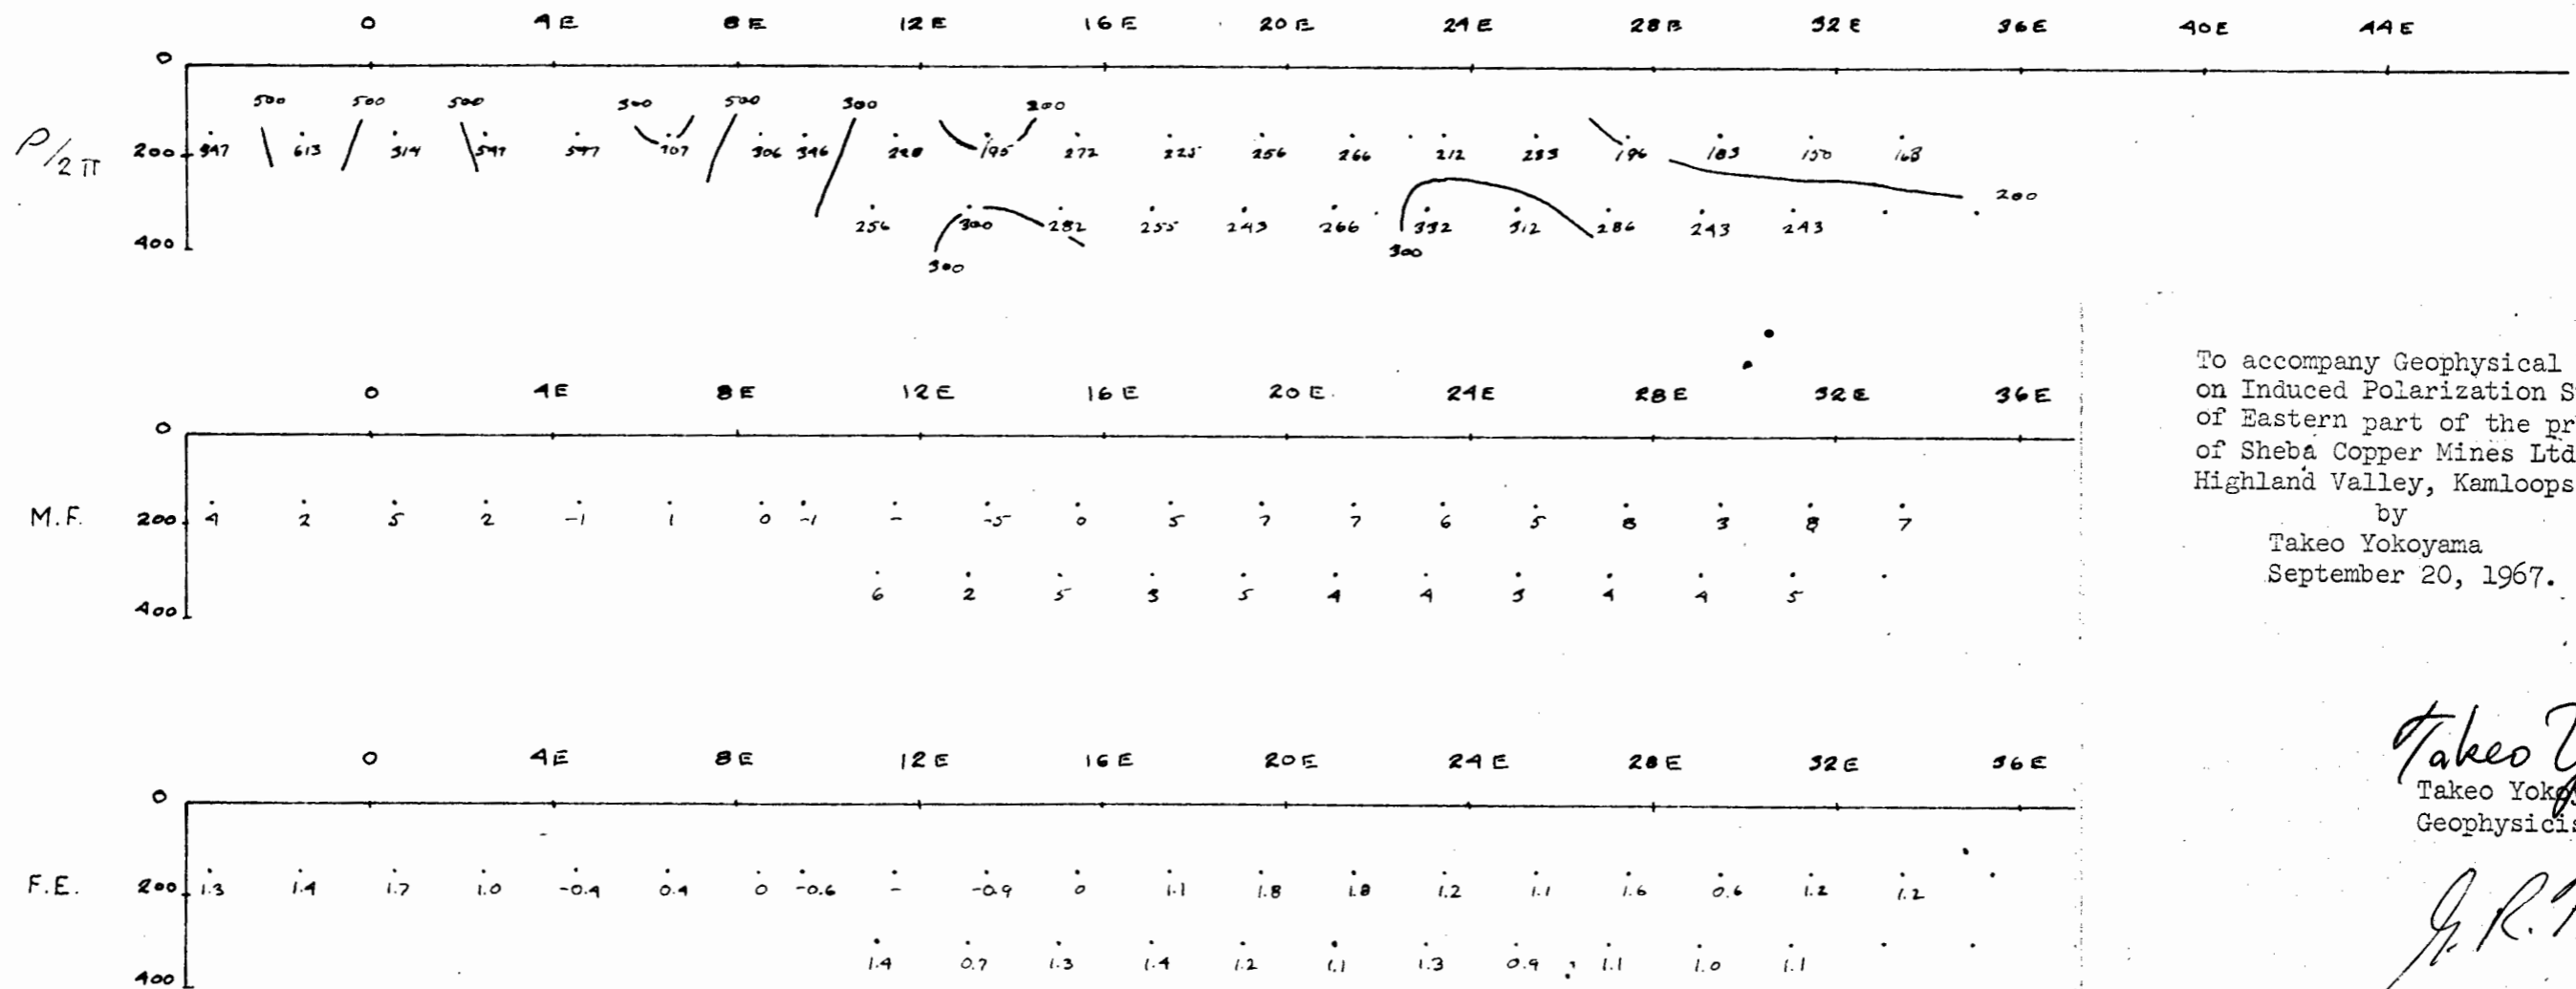 0 4E 8E 12E 16E 20E 24E 28E 32E 36E 40E 44E
0
500 500 500 500 300 200
ρ/2π 200 613 314 306 346 195 272 225 256 266 212 283 196 183 150 168
200
256 300 282 255 243 266 332 312 286 243 243
400
300 300
0 4E 8E 12E 16E 20E. 24E 28E 32E 36E
0
M.F. 200 4 2 5 2 -1 1 0 -1 - -5 0 5 7 7 6 5 8 3 8 7
6 2 5 3 5 4 4 3 4 4 5
400
To accompany Geophysical
on Induced Polarization S
of Eastern part of the pr
of Sheba Copper Mines Ltd
Highland Valley, Kamloops
by
Takeo Yokoyama
September 20, 1967.
0 4E 8E 12E 16E 20E 24E 28E 32E 36E
0
F.E. 200 1.3 1.4 1.7 1.0 -0.4 0.4 0 -0.6 - -0.9 0 1.1 1.8 1.8 1.2 1.1 1.6 0.6 1.2 1.2
1.4 0.7 1.3 1.4 1.2 1.1 1.3 0.9 1.1 1.0 1.1
400
Takeo Y
Takeo Yoko
Geophysicis